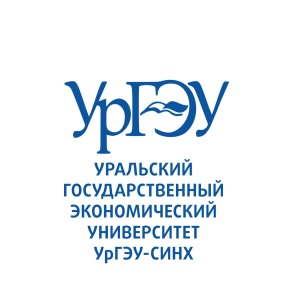 УрГЭУ
УРАЛЬСКИЙ
ГОСУДАРСТВЕННЫЙ
ЭКОНОМИЧЕСКИЙ
УНИВЕРСИТЕТ
УрГЭУ-СИНХ